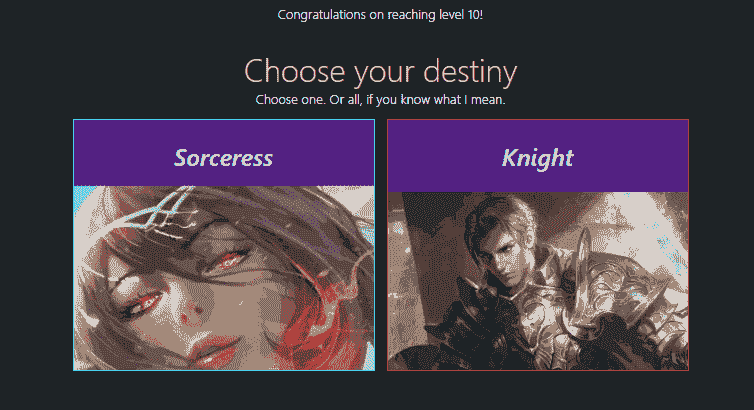 Congratulations on reaching level 10!
Choose your destiny
Choose one. Or all, if you know what I mean.
Sorceress
Knight